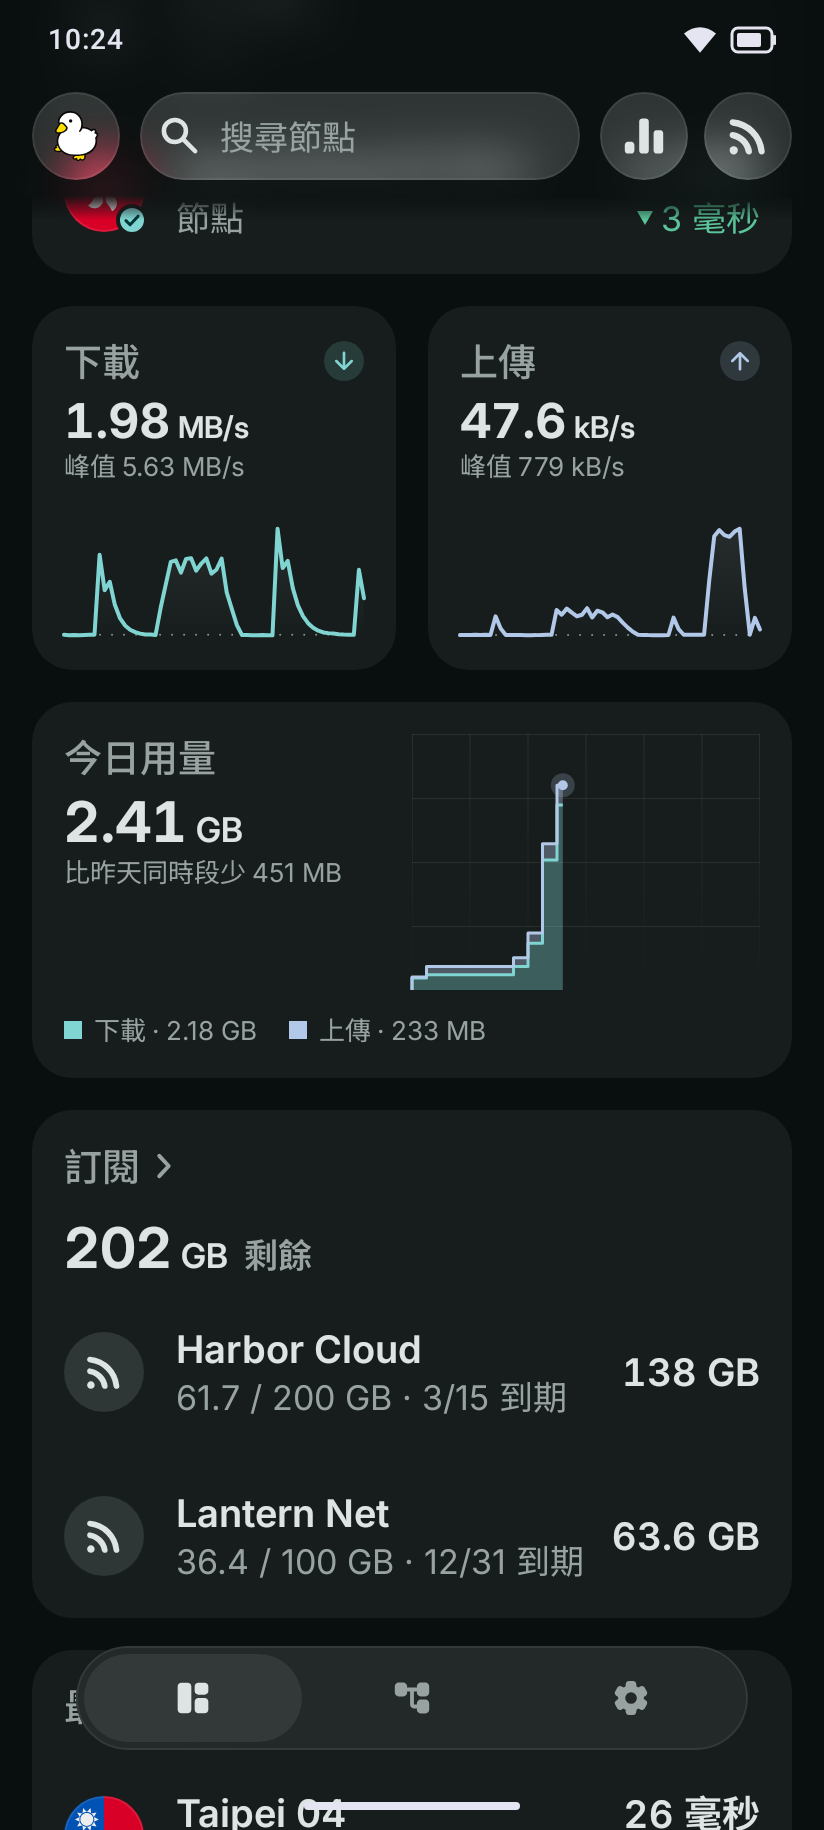 10:24
搜尋節點
節點
▼3 毫秒
下載
1.98 MB/s
峰值 5.63 MB/s
上傳
47.6 kB/s
峰值 779 kB/s
今日用量
2.41 GB
比昨天同時段少 451 MB
下載 · 2.18 GB
上傳 · 233 MB
訂閱
202 GB 剩餘
Harbor Cloud
61.7 / 200 GB · 3/15 到期
138 GB
Lantern Net
36.4 / 100 GB · 12/31 到期
63.6 GB
Taipei 04
26 毫秒